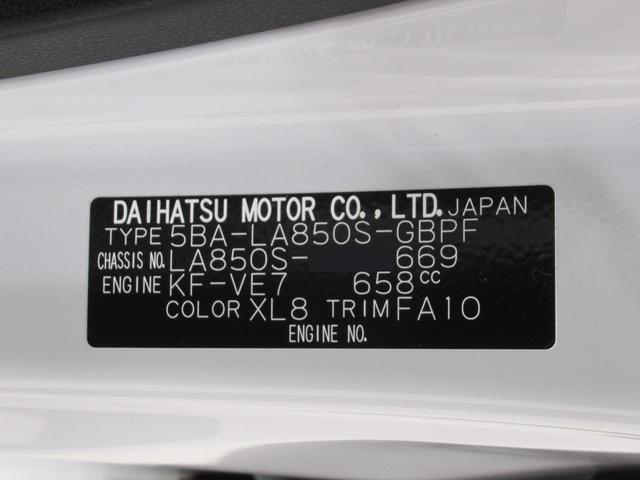 DAIHATSU MOTOR CO., LTD. JAPAN
TYPE 5BA-LA850S-GBPF
CHASSIS NO. LA850S- 669
ENGINE KF-VE7 658cc
COLOR XL8 TRIM FA10
ENGINE NO.